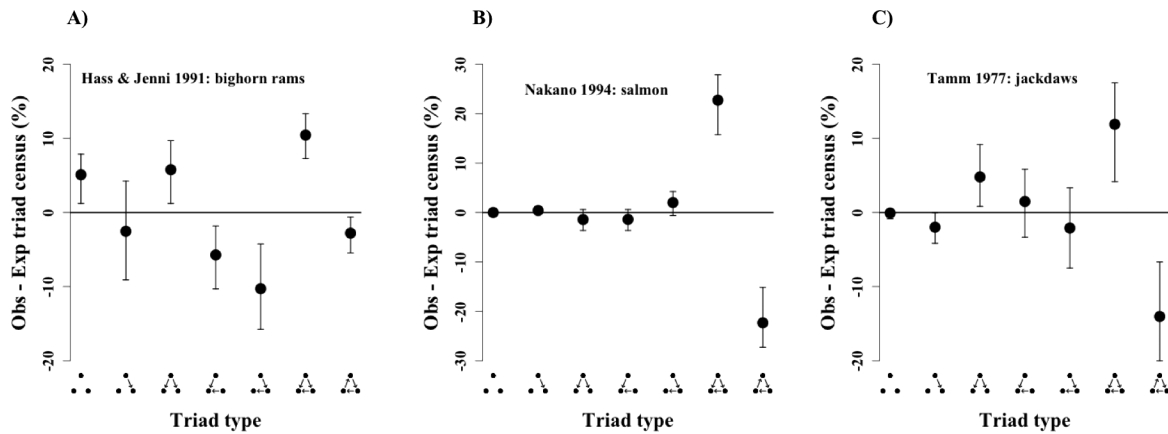 A)
Hass & Jenni 1991: bighorn rams
Obs - Exp triad census (%)
20
10
0
-10
-20
Triad type
B)
Nakano 1994: salmon
Obs - Exp triad census (%)
30
20
10
0
-10
-20
-30
Triad type
C)
Tamm 1977: jackdaws
Obs - Exp triad census (%)
20
10
0
-10
-20
Triad type